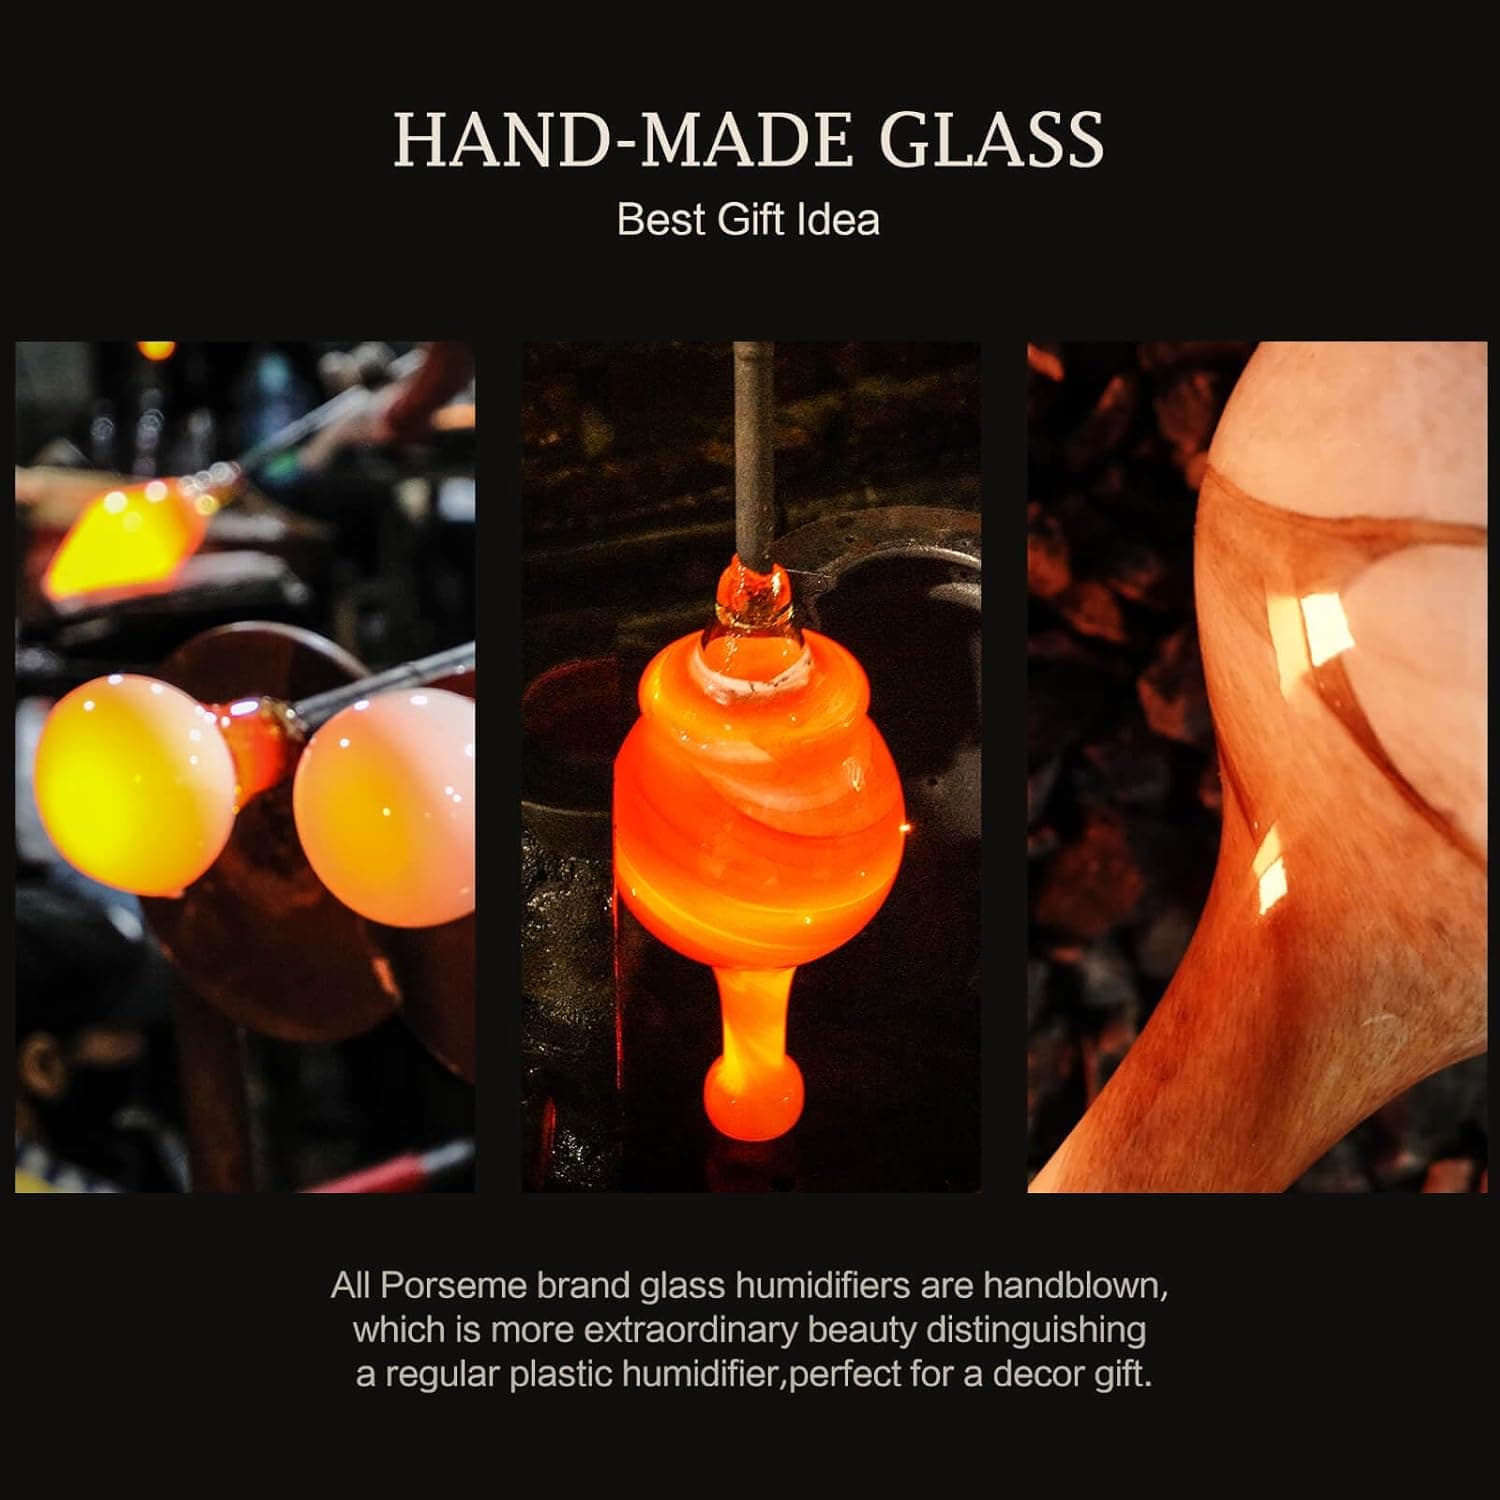 HAND-MADE GLASS
Best Gift Idea
All Porseme brand glass humidifiers are handblown,
which is more extraordinary beauty distinguishing
a regular plastic humidifier,perfect for a decor gift.